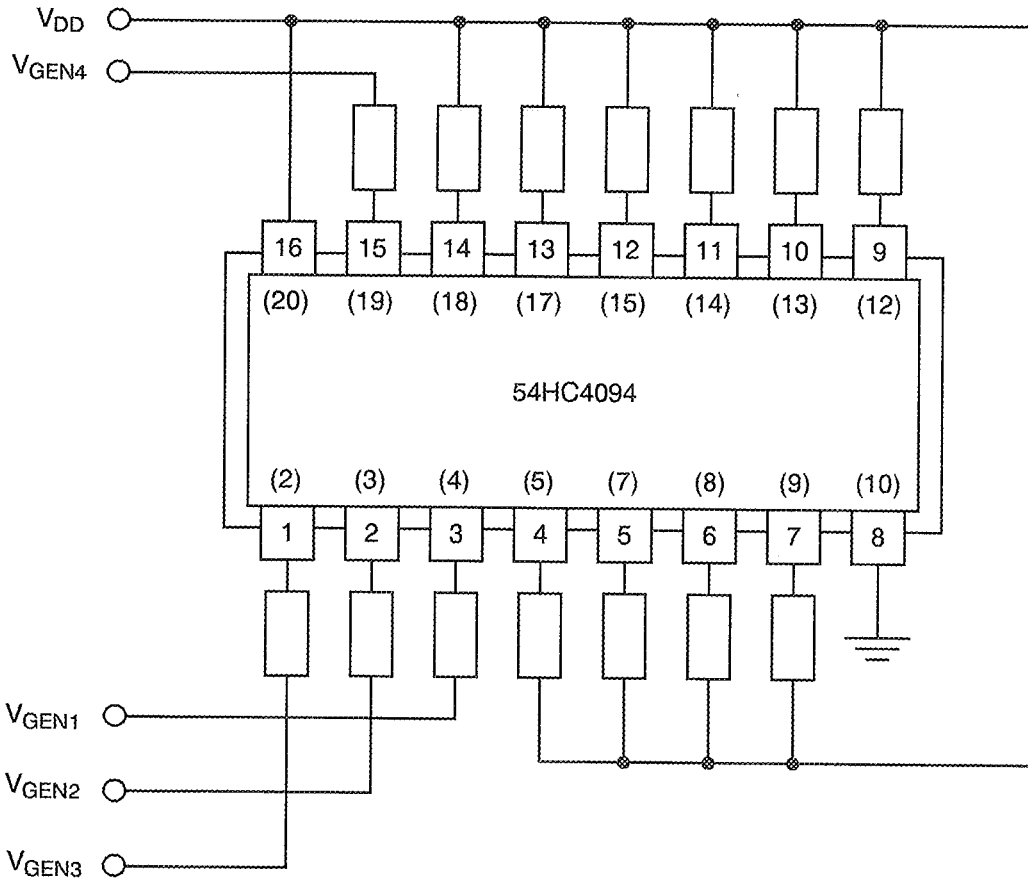 VDD
VGEN4
16 15 14 13 12 11 10 9
(20) (19) (18) (17) (15) (14) (13) (12)
54HC4094
(2) (3) (4) (5) (7) (8) (9) (10)
1 2 3 4 5 6 7 8
VGEN1
VGEN2
VGEN3